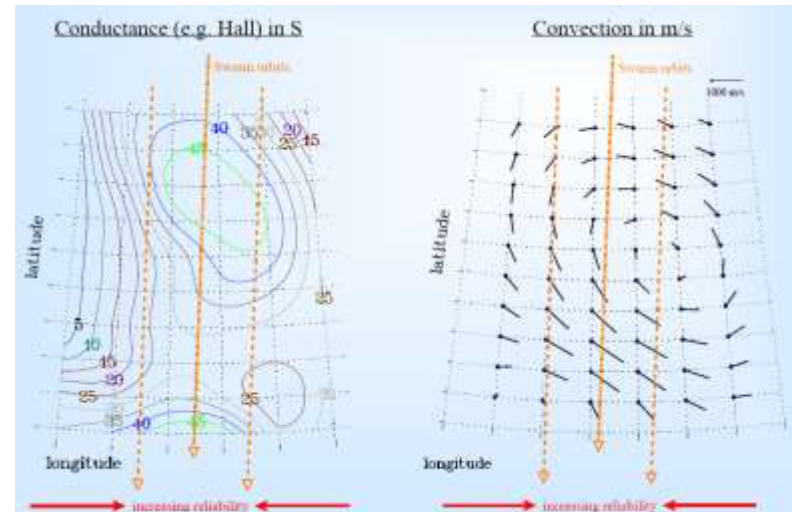 Conductance (e.g. Hall) in S
Swarm orbits
40
20
25
15
latitude
25
5
10
15
20
25
25
40
longitude
increasing reliability
Convection in m/s
Swarm orbits
1000 m/s
latitude
longitude
increasing reliability